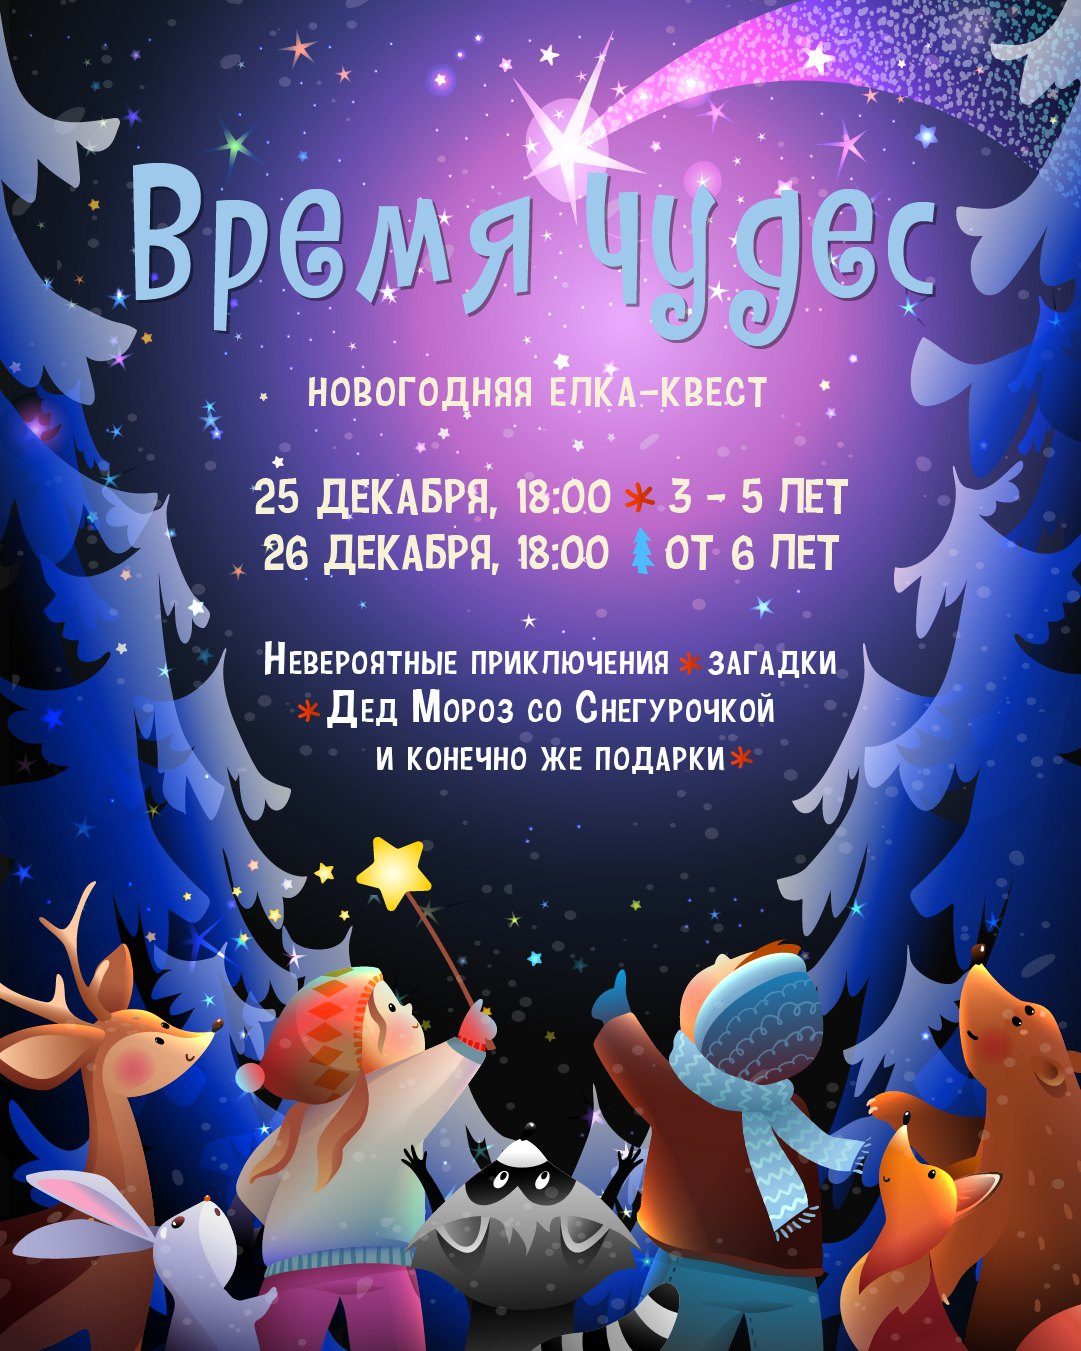 Время чудес
НОВОГОДНЯЯ ЕЛКА-КВЕСТ
25 ДЕКАБРЯ, 18:00 3 - 5 ЛЕТ
26 ДЕКАБРЯ, 18:00 ОТ 6 ЛЕТ
Невероятные приключения загадки
Дед Мороз со Снегурочкой
и конечно же подарки